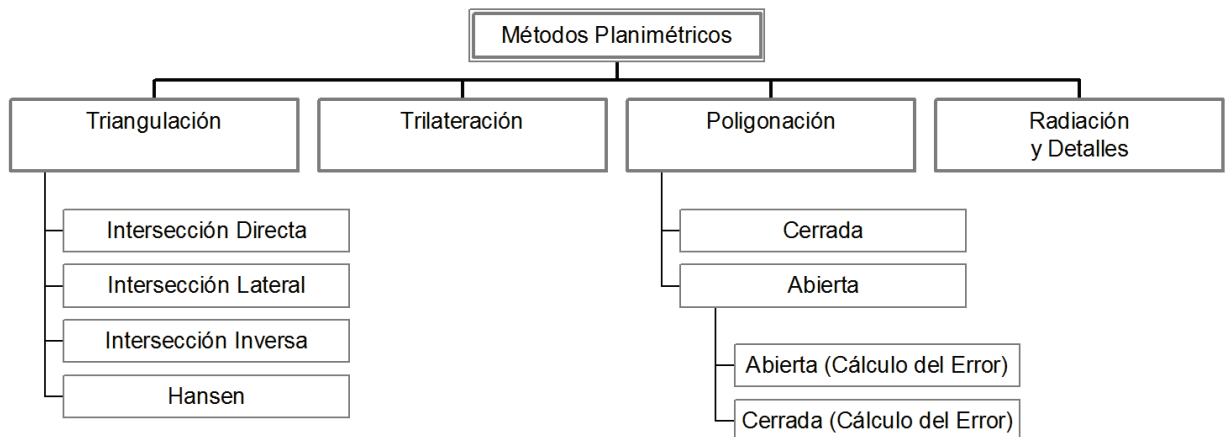 Métodos Planimétricos
Triangulación
Trilateración
Poligonación
Radiación
y Detalles
Intersección Directa
Intersección Lateral
Intersección Inversa
Hansen
Cerrada
Abierta
Abierta (Cálculo del Error)
Cerrada (Cálculo del Error)